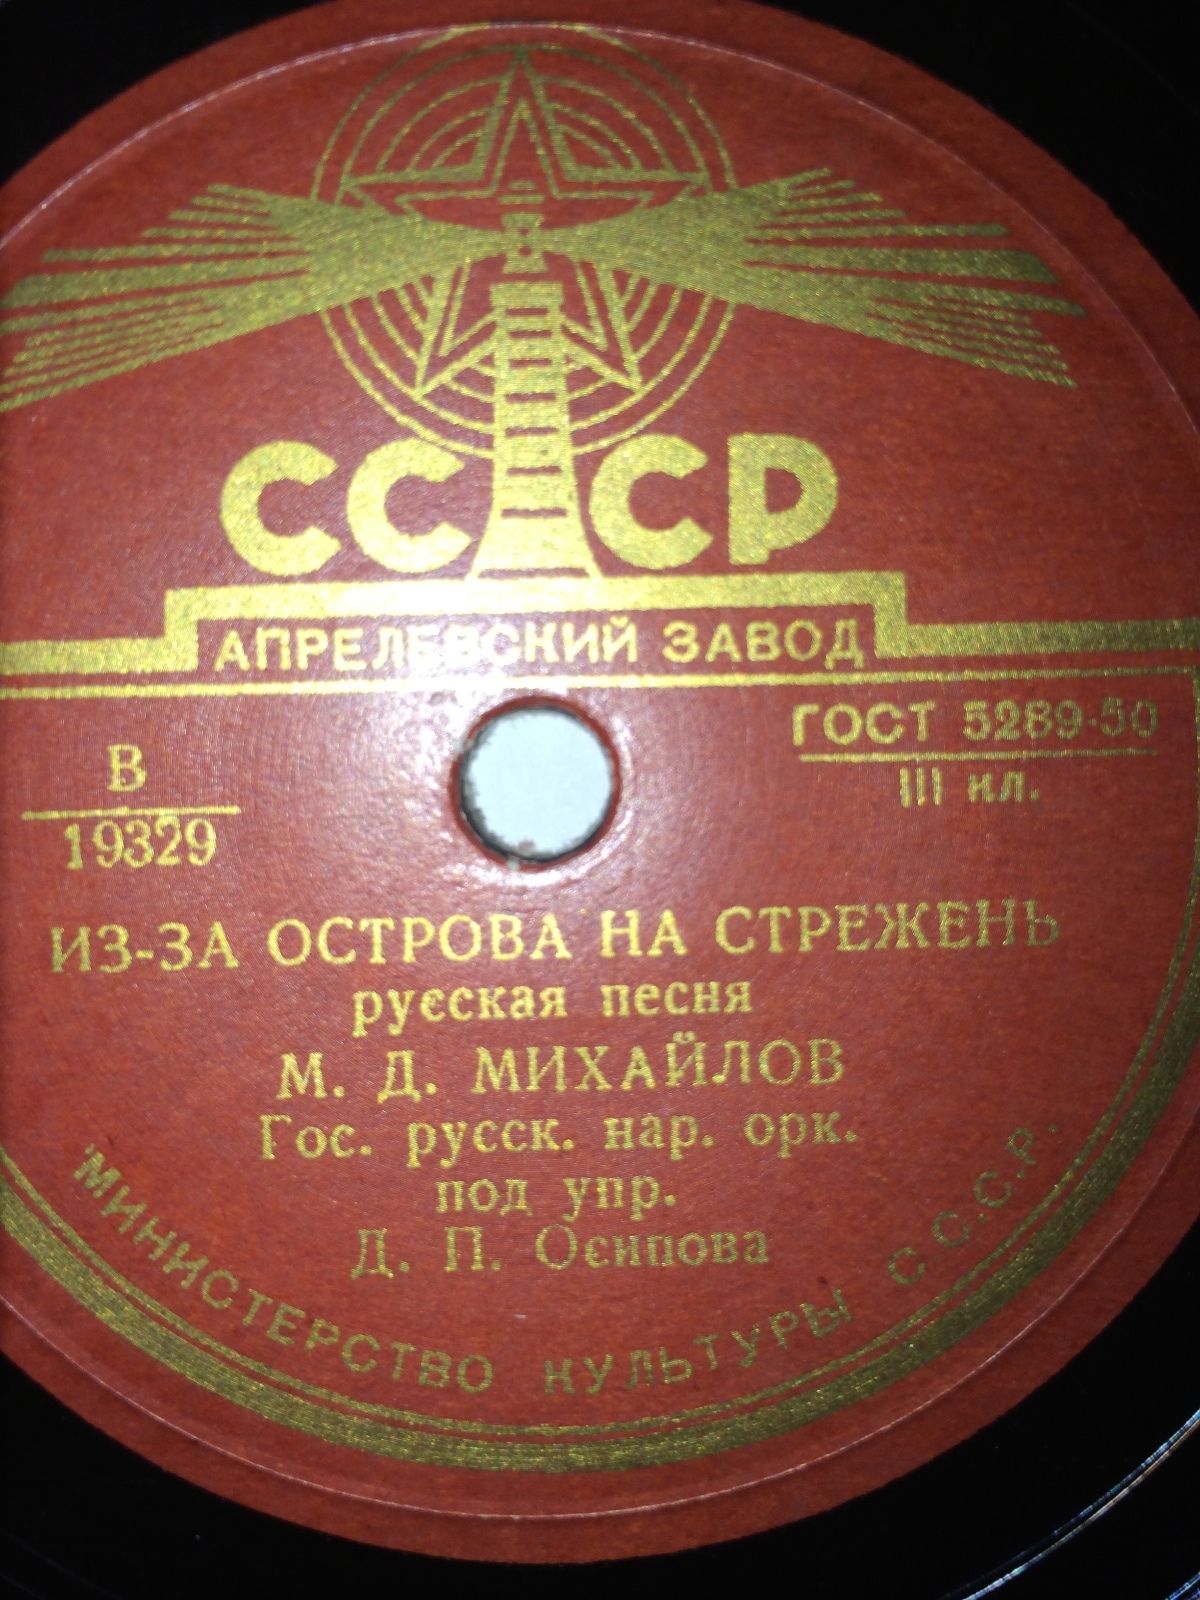 СССР
АПРЕЛЕВСКИЙ ЗАВОД
ГОСТ 5289-50
III кл.
В
19329
ИЗ-ЗА ОСТРОВА НА СТРЕЖЕНЬ
русская песня
М. Д. МИХАЙЛОВ
Гос. русск. нар. орк.
под упр.
Д. П. Осипова
МИНИСТЕРСТВО КУЛЬТУРЫ С.С.С.Р.